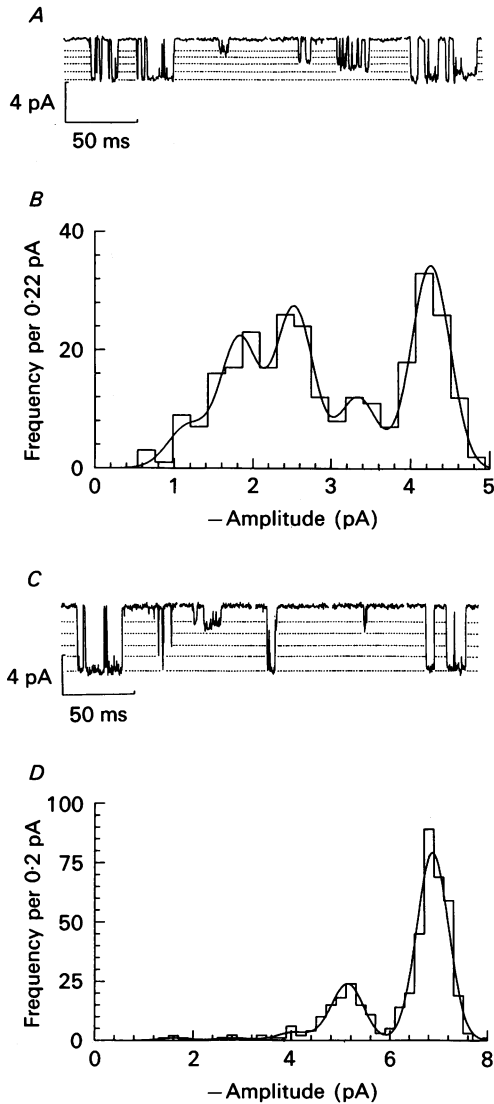 A
4 pA
50 ms
B
Frequency per 0·22 pA
40
20
0
0 1 2 3 4 5
—Amplitude (pA)
C
4 pA
50 ms
D
Frequency per 0·2 pA
100
75
50
25
0
0 2 4 6 8
—Amplitude (pA)